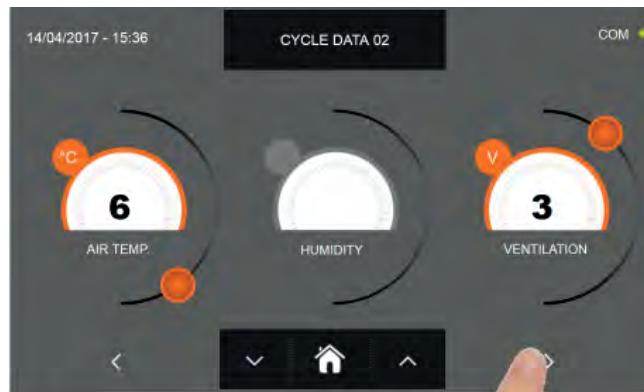 14/04/2017 - 15:36
CYCLE DATA 02
COM
°C
V
6
3
AIR TEMP.
HUMIDITY
VENTILATION